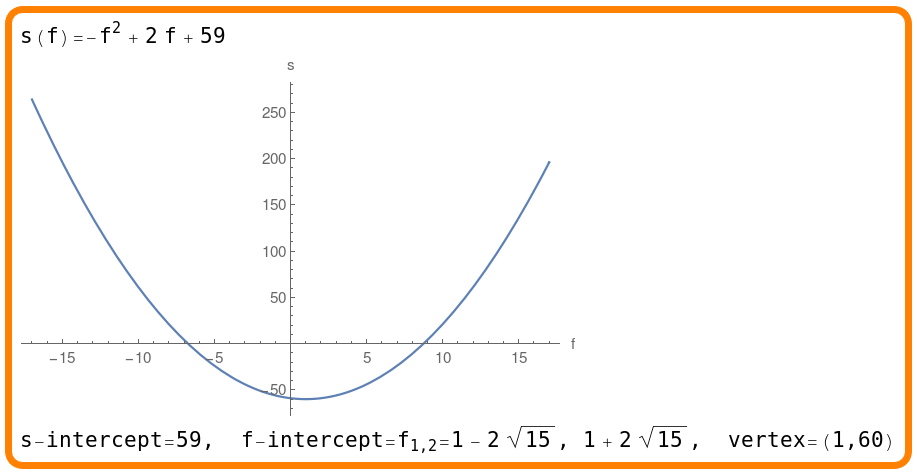 s(f)=-f² + 2 f + 59
s
250
200
150
100
50
-15 -10 -5 5 10 15 f
-50
s-intercept=59, f-intercept=f₁,₂=1 - 2 √15, 1 + 2 √15, vertex=(1,60)